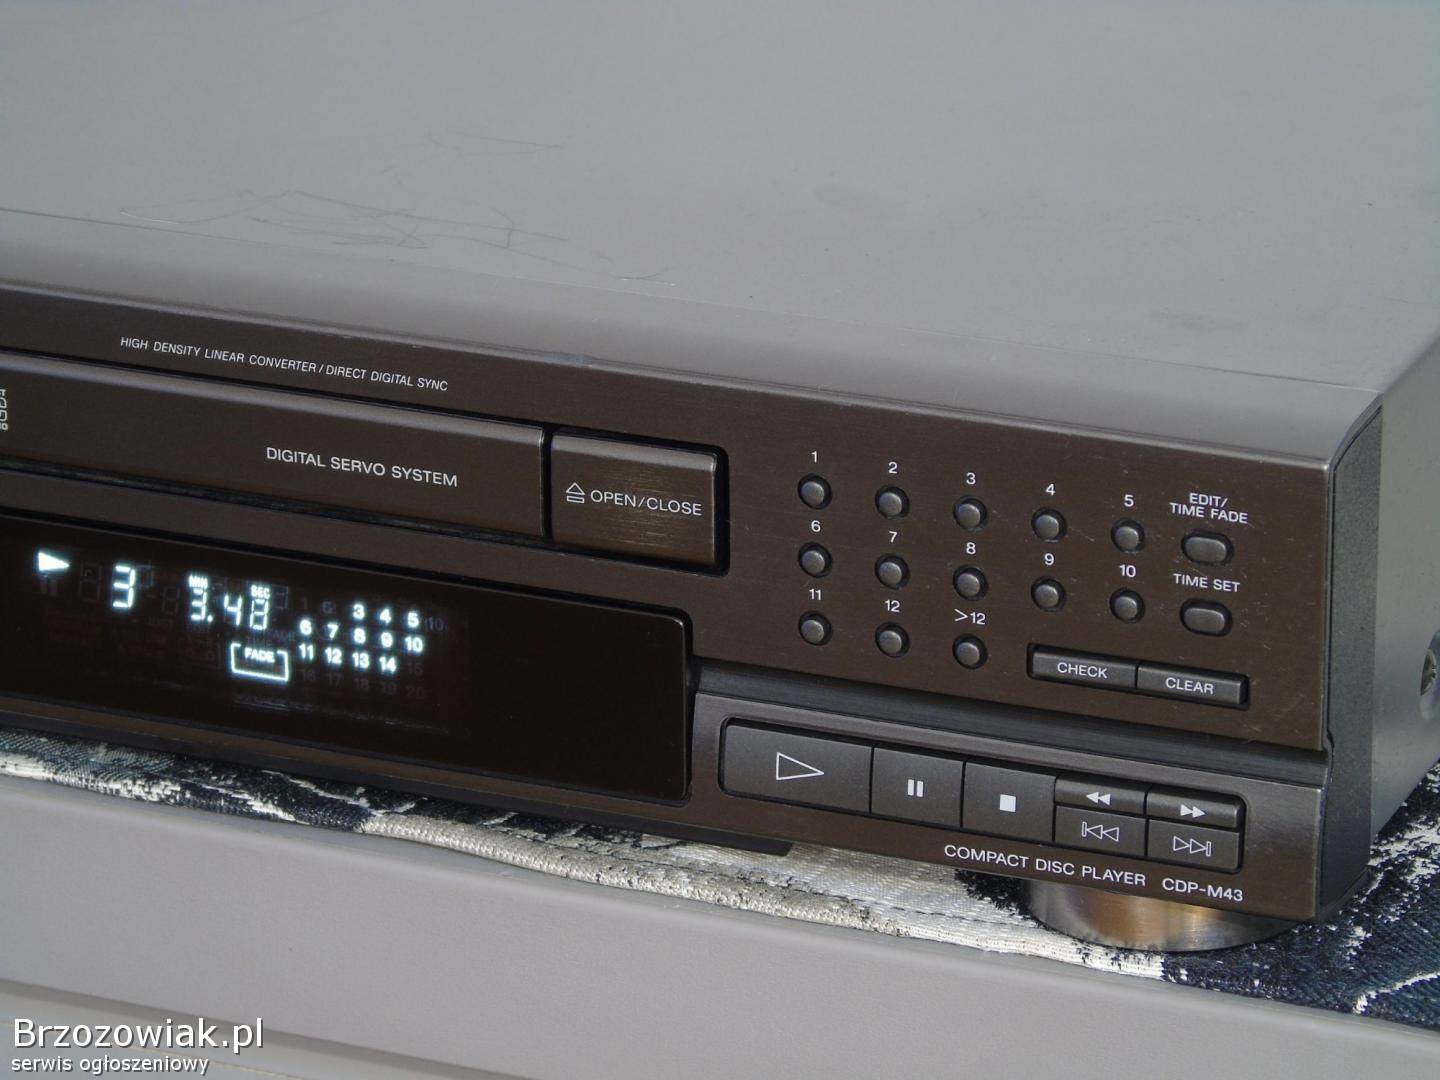 HIGH DENSITY LINEAR CONVERTER / DIRECT DIGITAL SYNC
DIGITAL SERVO SYSTEM
OPEN/CLOSE
1 2 3 4 5
EDIT/
TIME FADE
6 7 8 9 10
TIME SET
11 12 >12
CHECK CLEAR
MIN SEC
3 3.48
3 4 5
6 7 8 9 10
11 12 13 14
FADE
COMPACT DISC PLAYER CDP-M43
Brzozowiak.pl
serwis ogłoszeniowy